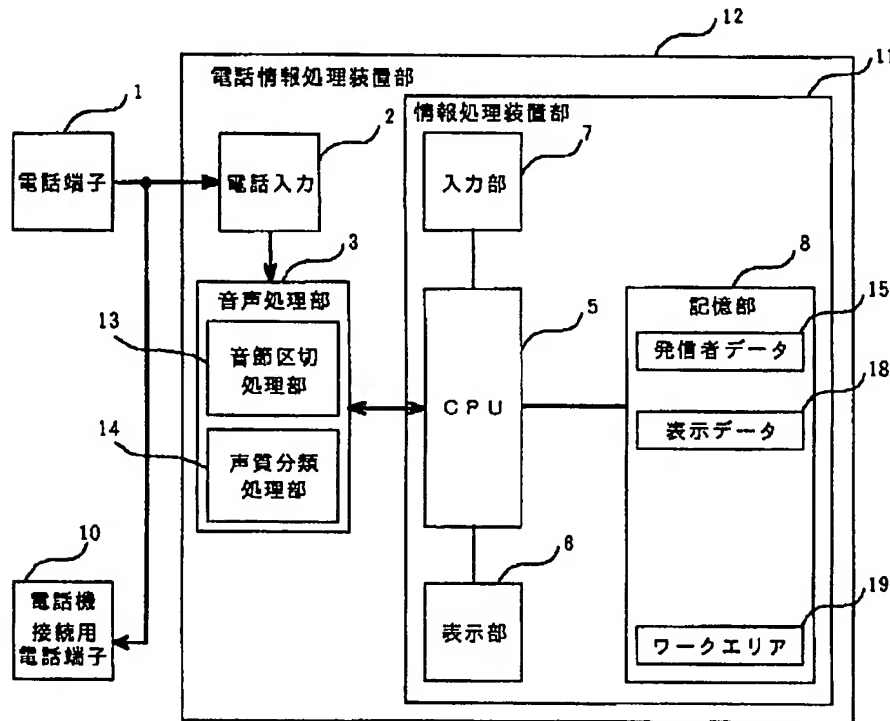 12
電話情報処理装置部
11
1
2
情報処理装置部
7
電話端子
電話入力
入力部
3
8
音声処理部
5
記憶部
15
13
発信者データ
音節区切
処理部
18
CPU
表示データ
14
声質分類
処理部
10
6
19
電話機
接続用
電話端子
表示部
ワークエリア